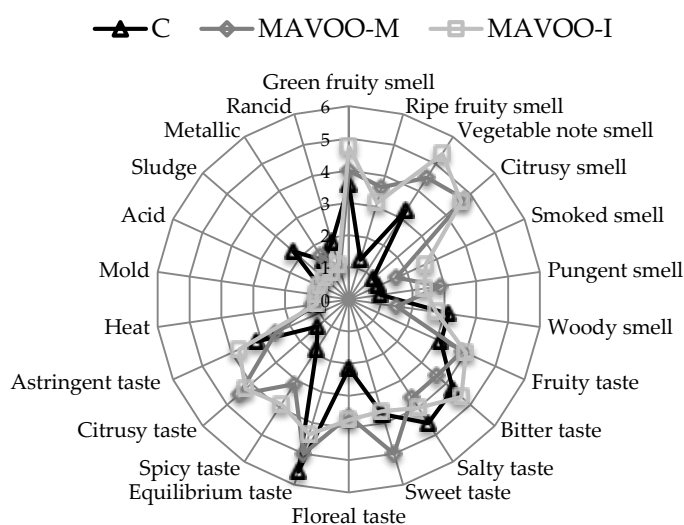 C MAVOO-M MAVOO-I
Green fruity smell
Rancid Ripe fruity smell
Metallic Vegetable note smell
Sludge Citrusy smell
Acid Smoked smell
Mold Pungent smell
Heat Woody smell
Astringent taste Fruity taste
Citrusy taste Bitter taste
Spicy taste Salty taste
Equilibrium taste Sweet taste
Floreal taste
6
5
4
3
2
1
0